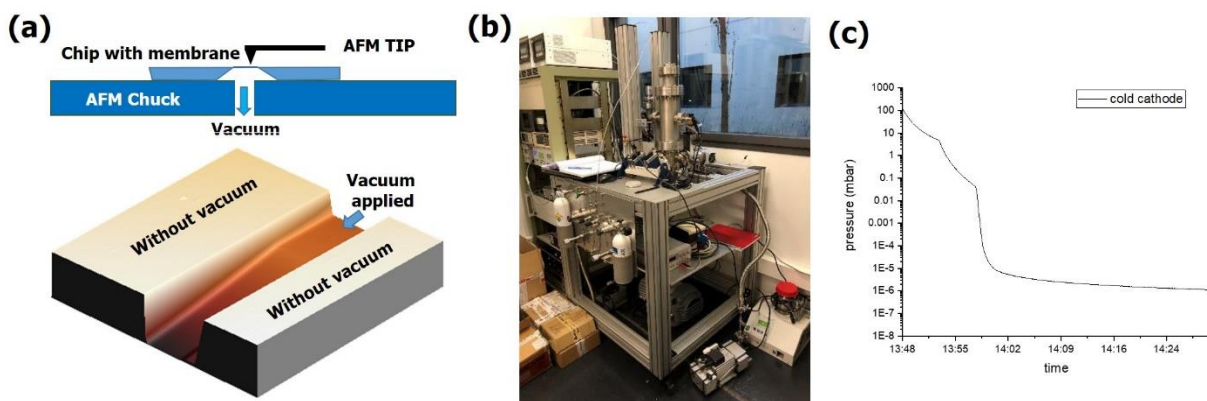 (a)
Chip with membrane
AFM TIP
AFM Chuck
Vacuum
Without vacuum
Vacuum
applied
Without vacuum
(b)
(c)
cold cathode
1000
100
10
1
0.1
0.01
0.001
1E-4
1E-5
1E-6
1E-7
1E-8
pressure (mbar)
13:48
13:55
14:02
14:09
14:16
14:24
time